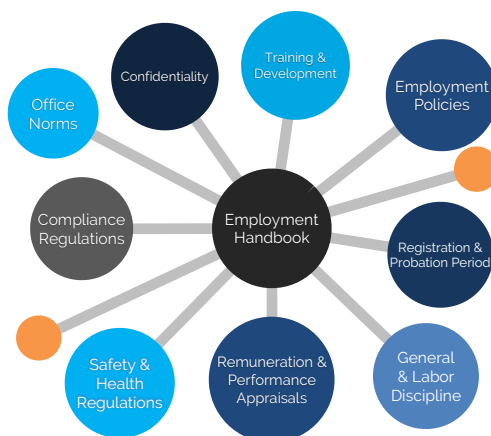 Training &
Development
Confidentiality
Employment
Policies
Office
Norms
Compliance
Regulations
Employment
Handbook
Registration &
Probation Period
Safety &
Health
Regulations
Remuneration &
Performance
Appraisals
General
& Labor
Discipline